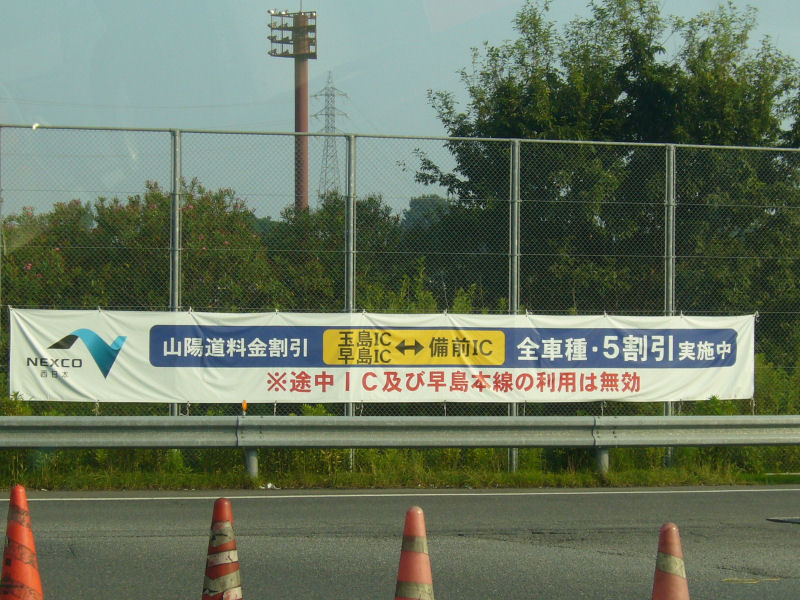 NEXCO
西日本
山陽道料金割引
玉島IC
早島IC
↔備前IC
全車種・5割引実施中
※途中IC及び早島本線の利用は無効